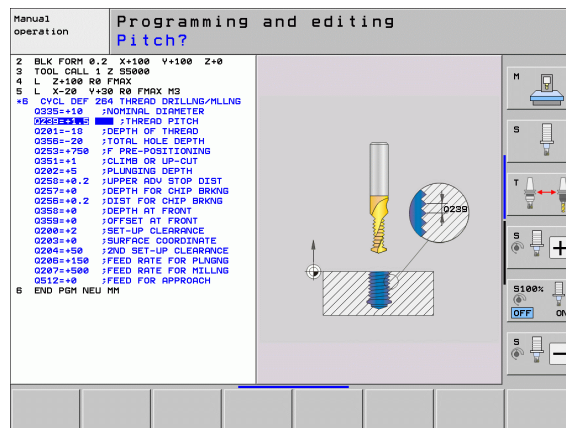 Manual operation
Programming and editing
Pitch?
2 BLK FORM 0.2 X+100 Y+100 Z+0
3 TOOL CALL 1 Z S5000
4 L Z+100 R0 FMAX
5 L X-20 Y+30 R0 FMAX M3
*6 CYCL DEF 264 THREAD DRILLNG/MLLNG
Q335=+10 ;NOMINAL DIAMETER
Q239=+1.5 ;THREAD PITCH
Q201=-18 ;DEPTH OF THREAD
Q356=-20 ;TOTAL HOLE DEPTH
Q253=+750 ;F PRE-POSITIONING
Q351=+1 ;CLIMB OR UP-CUT
Q202=+5 ;PLUNGING DEPTH
Q258=+0.2 ;UPPER ADV STOP DIST
Q257=+0 ;DEPTH FOR CHIP BRKNG
Q256=+0.2 ;DIST FOR CHIP BRKNG
Q358=+0 ;DEPTH AT FRONT
Q359=+0 ;OFFSET AT FRONT
Q200=+2 ;SET-UP CLEARANCE
Q203=+0 ;SURFACE COORDINATE
Q204=+50 ;2ND SET-UP CLEARANCE
Q206=+150 ;FEED RATE FOR PLNGNG
Q207=+500 ;FEED RATE FOR MILLNG
Q512=+0 ;FEED FOR APPROACH
6 END PGM NEU MM
Q239
M
S
T
S
S100%
OFF ON
S